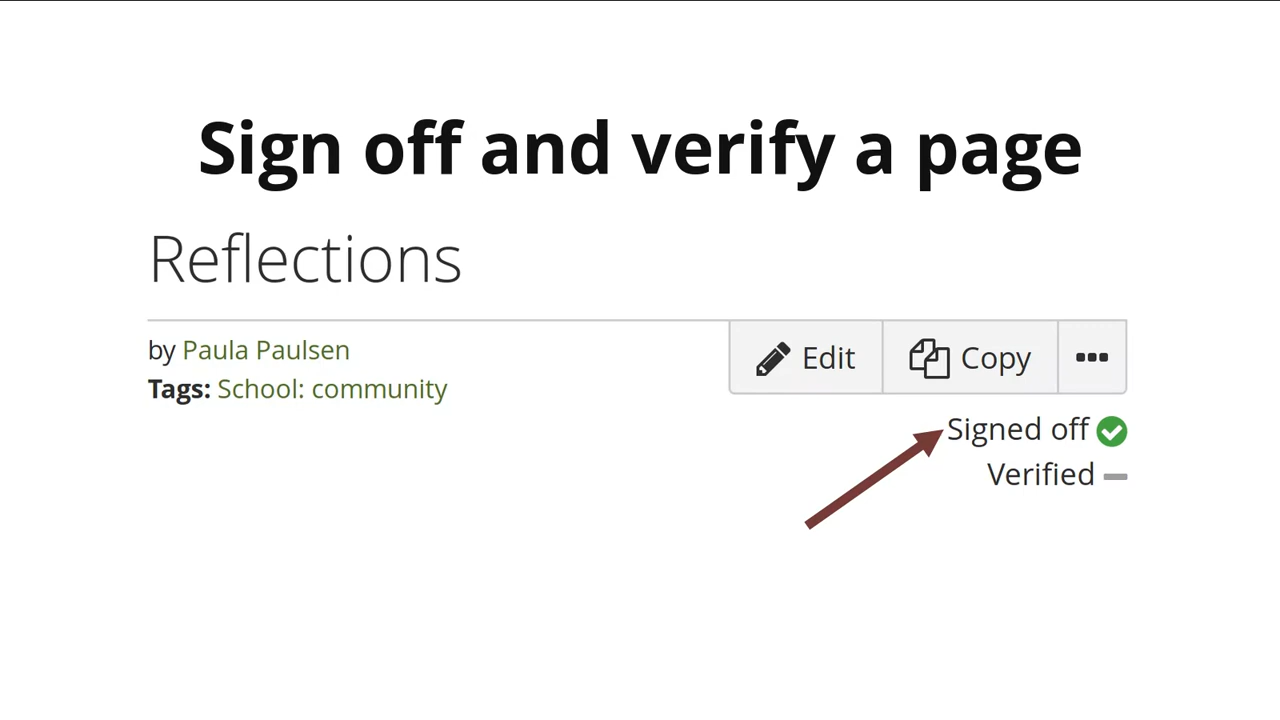 Sign off and verify a page
Reflections
by Paula Paulsen
Tags: School: community
Edit
Copy
Signed off
Verified